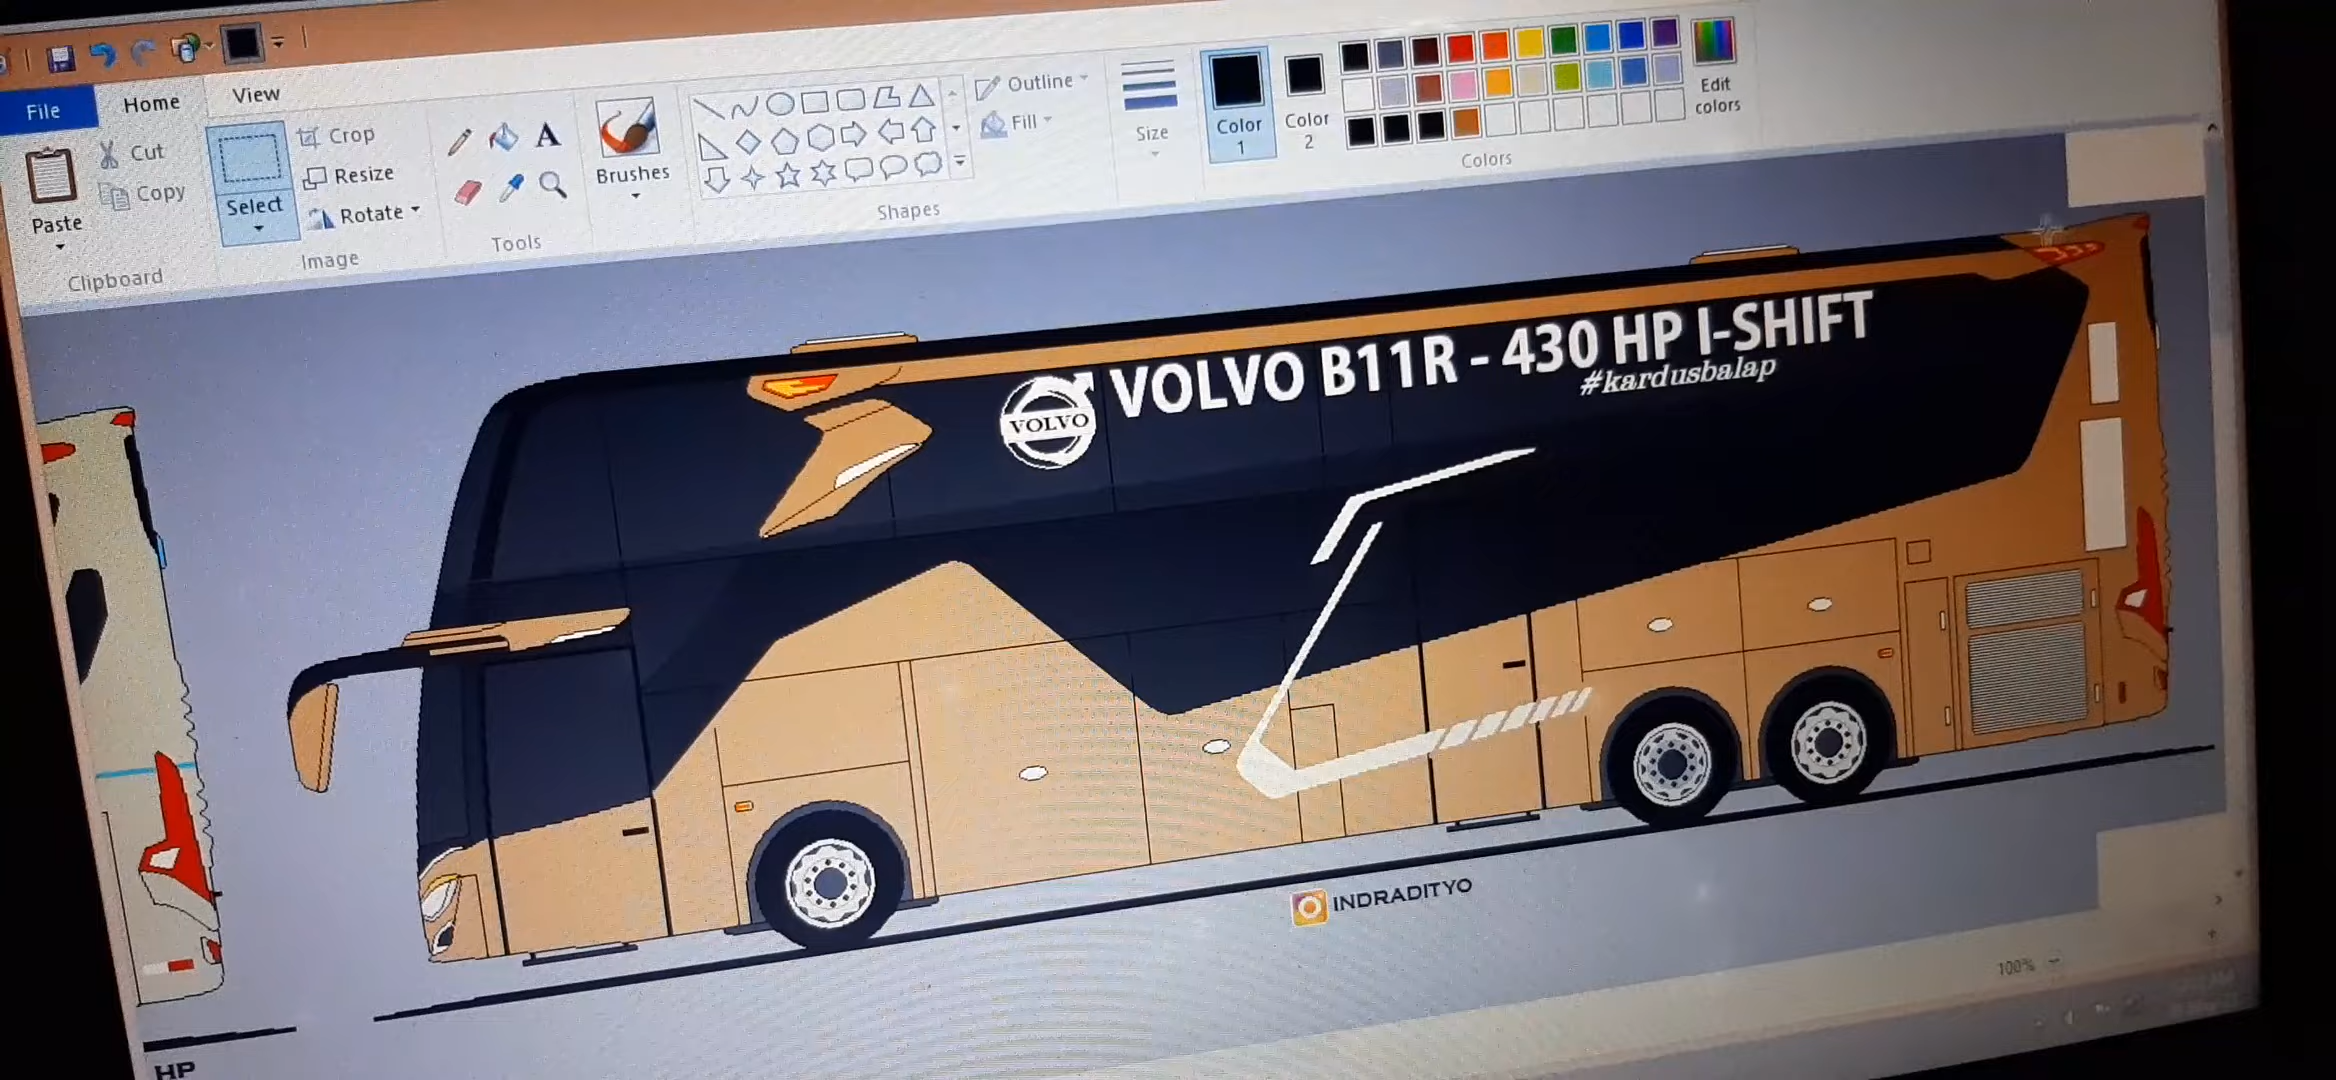 File
Home
View
Paste
Cut
Copy
Clipboard
Select
Crop
Resize
Rotate
Image
A
Tools
Brushes
Shapes
Outline
Fill
Size
Color
1
Color
2
Colors
Edit
colors
VOLVO
VOLVO B11R - 430 HP I-SHIFT
#kardusbalap
INDRADITYO
HP
100%